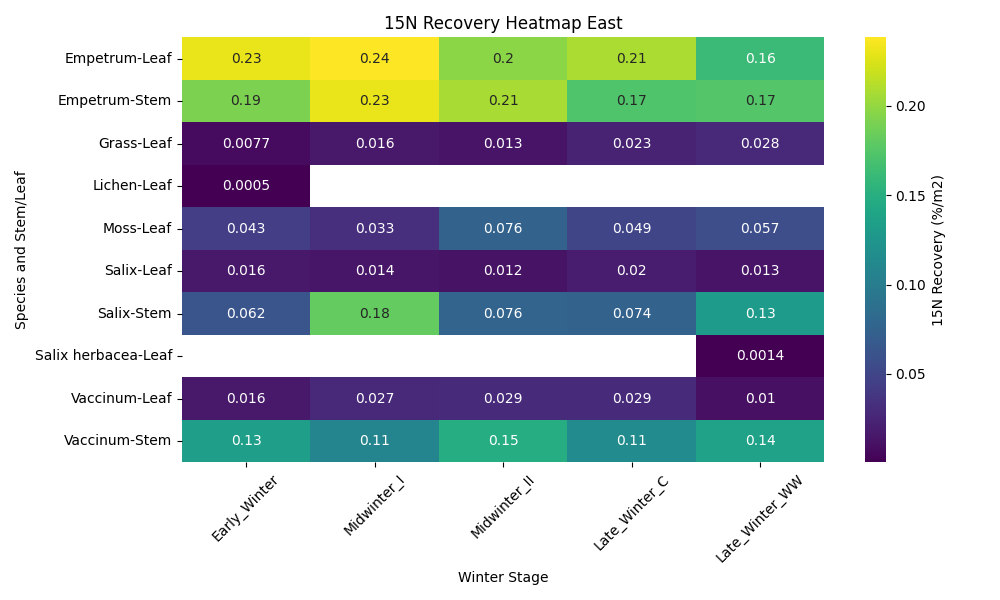 15N Recovery Heatmap East
Species and Stem/Leaf
Empetrum-Leaf 0.23 0.24 0.2 0.21 0.16
Empetrum-Stem 0.19 0.23 0.21 0.17 0.17
Grass-Leaf 0.0077 0.016 0.013 0.023 0.028
Lichen-Leaf 0.0005
Moss-Leaf 0.043 0.033 0.076 0.049 0.057
Salix-Leaf 0.016 0.014 0.012 0.02 0.013
Salix-Stem 0.062 0.18 0.076 0.074 0.13
Salix herbacea-Leaf 0.0014
Vaccinum-Leaf 0.016 0.027 0.029 0.029 0.01
Vaccinum-Stem 0.13 0.11 0.15 0.11 0.14
Early_Winter Midwinter_I Midwinter_II Late_Winter_C Late_Winter_WW
Winter Stage
0.20
0.15
0.10
0.05
15N Recovery (%/m2)